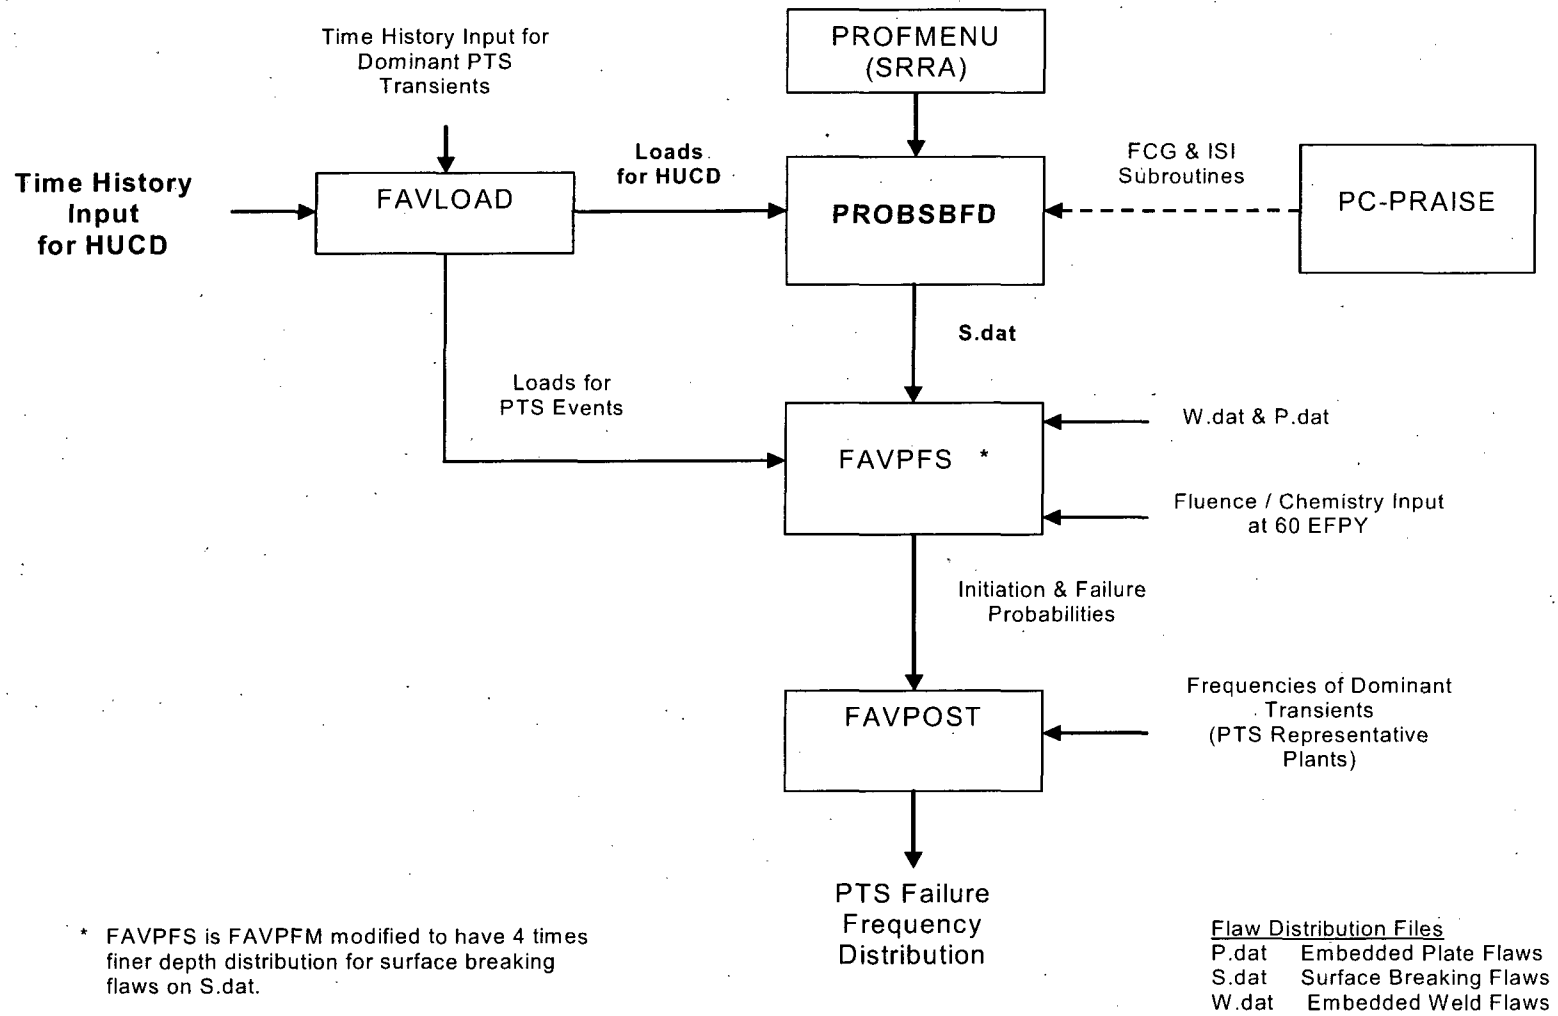 Time History Input for
Dominant PTS
Transients
PROFMENU
(SRRA)
Time History
Input
for HUCD
FAVLOAD
Loads
for HUCD
PROBSBFD
FCG & ISI
Subroutines
PC-PRAISE
S.dat
Loads for
PTS Events
FAVPFS *
W.dat & P.dat
Fluence / Chemistry Input
at 60 EFPY
Initiation & Failure
Probabilities
FAVPOST
Frequencies of Dominant
Transients
(PTS Representative
Plants)
PTS Failure
Frequency
Distribution
* FAVPFS is FAVPFM modified to have 4 times
finer depth distribution for surface breaking
flaws on S.dat.
Flaw Distribution Files
P.dat Embedded Plate Flaws
S.dat Surface Breaking Flaws
W.dat Embedded Weld Flaws